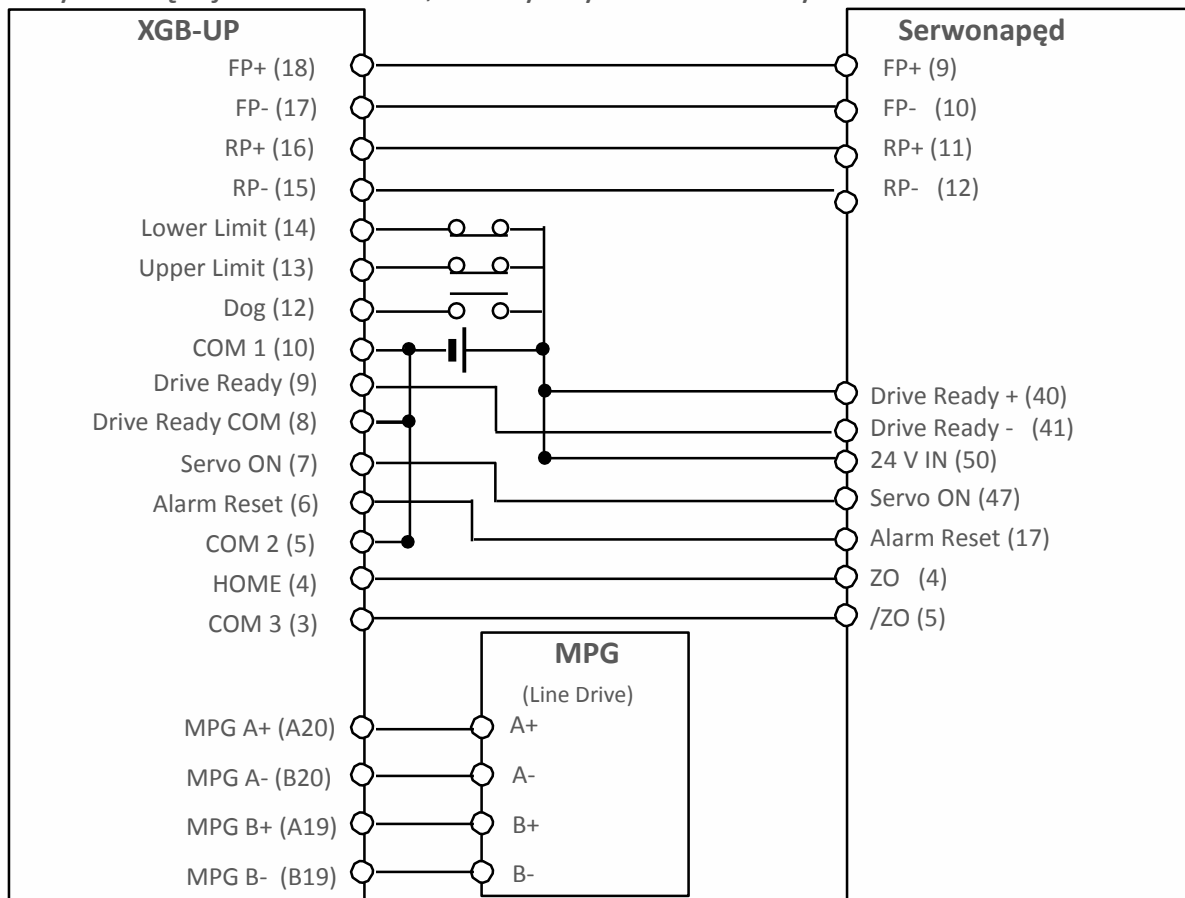 XGB-UP
FP+ (18)
FP- (17)
RP+ (16)
RP- (15)
Lower Limit (14)
Upper Limit (13)
Dog (12)
COM 1 (10)
Drive Ready (9)
Drive Ready COM (8)
Servo ON (7)
Alarm Reset (6)
COM 2 (5)
HOME (4)
COM 3 (3)
MPG A+ (A20)
MPG A- (B20)
MPG B+ (A19)
MPG B- (B19)
MPG
(Line Drive)
A+
A-
B+
B-
Serwonapęd
FP+ (9)
FP- (10)
RP+ (11)
RP- (12)
Drive Ready + (40)
Drive Ready - (41)
24 V IN (50)
Servo ON (47)
Alarm Reset (17)
ZO (4)
/ZO (5)